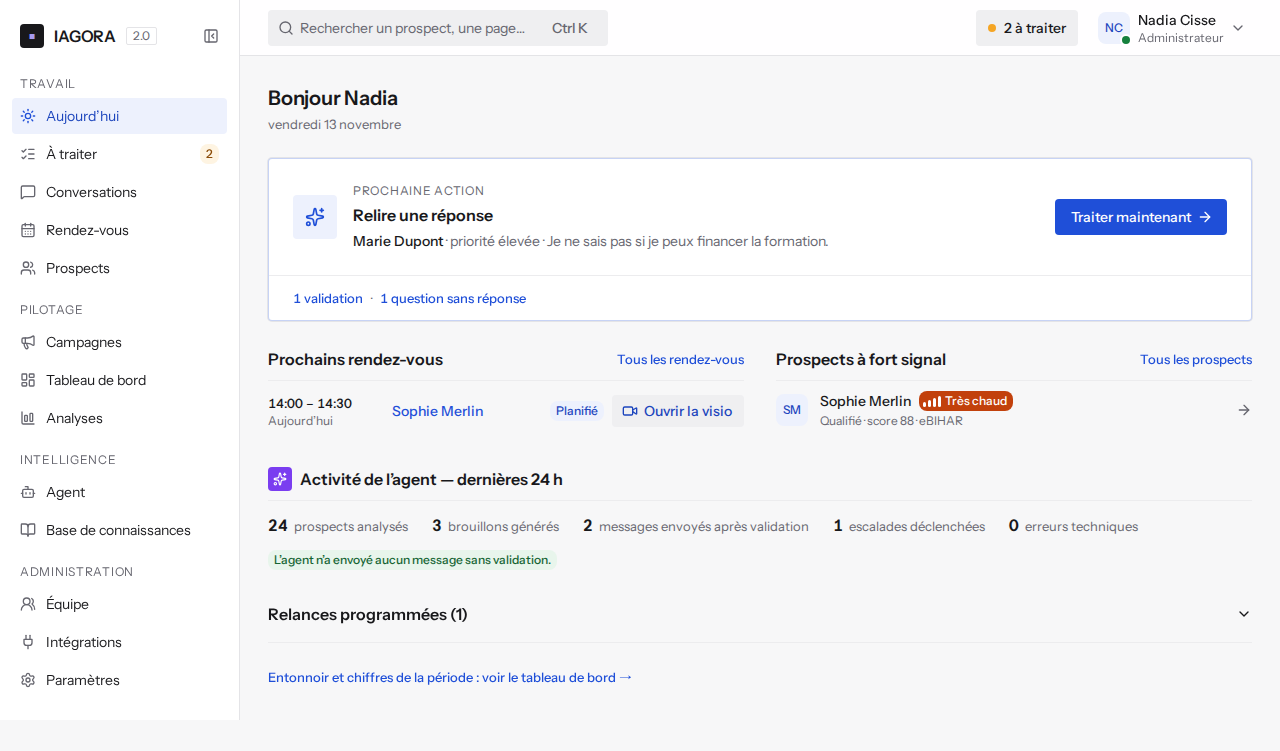 IAGORA 2.0
Rechercher un prospect, une page... Ctrl K
2 à traiter
NC
Nadia Cisse
Administrateur
TRAVAIL
Aujourd'hui
À traiter 2
Conversations
Rendez-vous
Prospects
PILOTAGE
Campagnes
Tableau de bord
Analyses
INTELLIGENCE
Agent
Base de connaissances
ADMINISTRATION
Équipe
Intégrations
Paramètres
Bonjour Nadia
vendredi 13 novembre
PROCHAINE ACTION
Relire une réponse
Marie Dupont · priorité élevée · Je ne sais pas si je peux financer la formation.
Traiter maintenant →
1 validation · 1 question sans réponse
Prochains rendez-vous Tous les rendez-vous
14:00 – 14:30
Aujourd'hui
Sophie Merlin
Planifié
Ouvrir la visio
Prospects à fort signal Tous les prospects
SM
Sophie Merlin Très chaud
Qualifié · score 88 · eBIHAR
Activité de l'agent — dernières 24 h
24 prospects analysés 3 brouillons générés 2 messages envoyés après validation 1 escalades déclenchées 0 erreurs techniques
L'agent n'a envoyé aucun message sans validation.
Relances programmées (1)
Entonnoir et chiffres de la période : voir le tableau de bord →